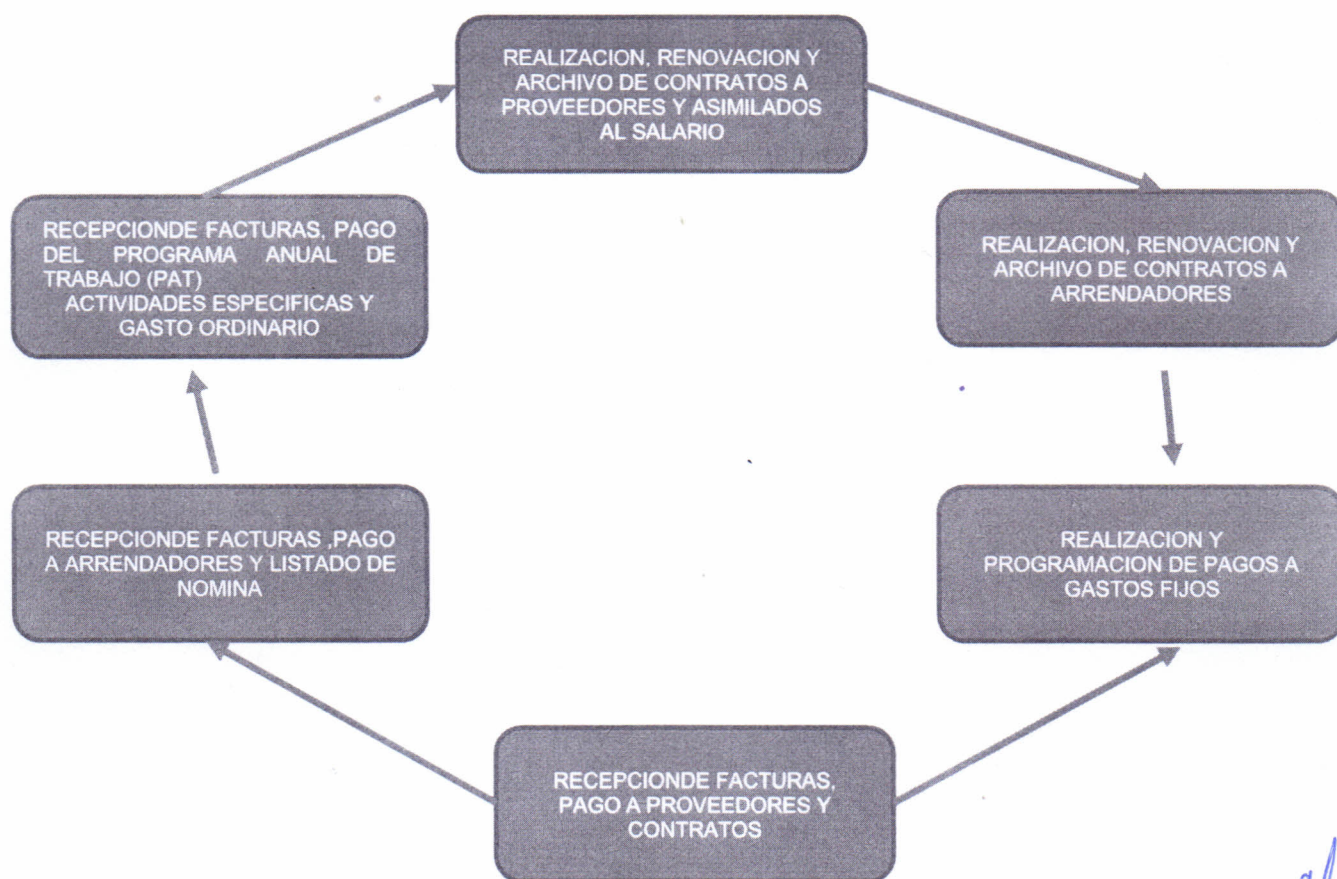 REALIZACION, RENOVACION Y
ARCHIVO DE CONTRATOS A
PROVEEDORES Y ASIMILADOS
AL SALARIO
REALIZACION, RENOVACION Y
ARCHIVO DE CONTRATOS A
ARRENDADORES
REALIZACION Y
PROGRAMACION DE PAGOS A
GASTOS FIJOS
RECEPCIONDE FACTURAS,
PAGO A PROVEEDORES Y
CONTRATOS
RECEPCIONDE FACTURAS ,PAGO
A ARRENDADORES Y LISTADO DE
NOMINA
RECEPCIONDE FACTURAS, PAGO
DEL PROGRAMA ANUAL DE
TRABAJO (PAT)
ACTIVIDADES ESPECIFICAS Y
GASTO ORDINARIO